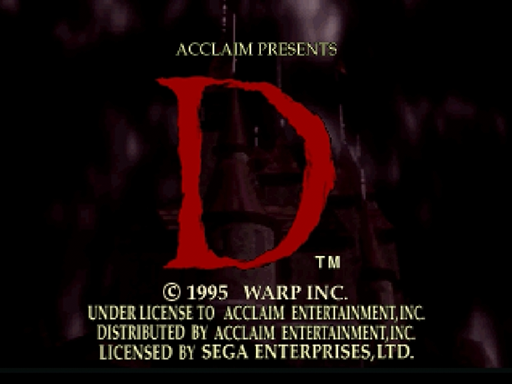 ACCLAIM PRESENTS
D
TM
© 1995 WARP INC.
UNDER LICENSE TO ACCLAIM ENTERTAINMENT, INC.
DISTRIBUTED BY ACCLAIM ENTERTAINMENT, INC.
LICENSED BY SEGA ENTERPRISES, LTD.